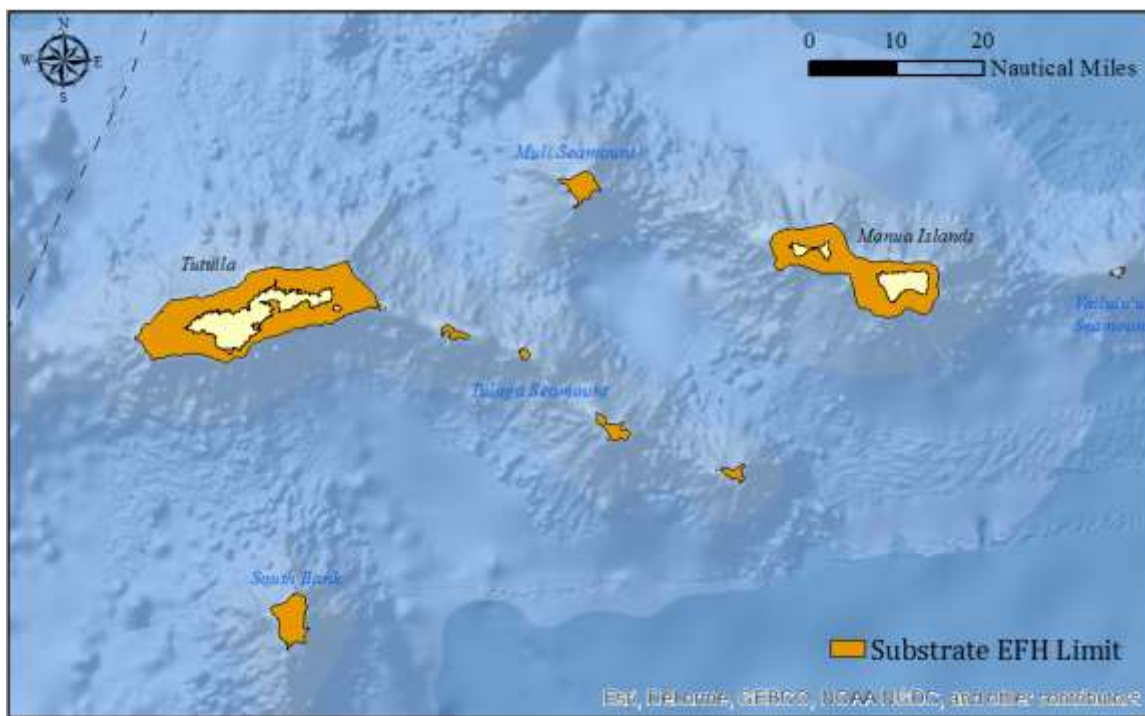 N
W E
S
0 10 20
Nautical Miles
Muli Seamount
Manua Islands
Tutuila
Seamount
Tulaga Seamount
South Bank
Substrate EFH Limit
Esri, DeLorme, GEBCO, NOAA NGDC, and other contributors